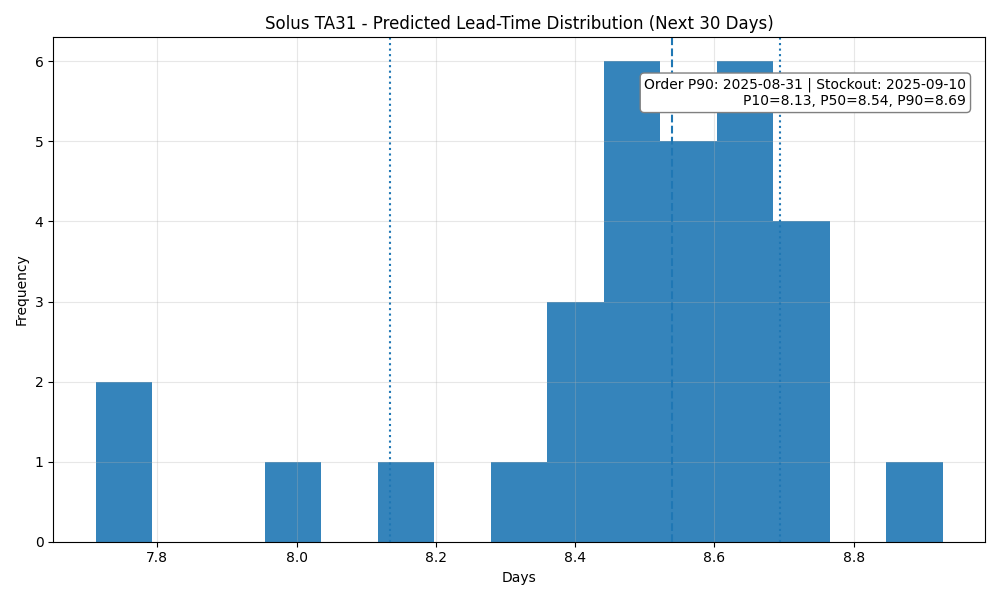 Solus TA31 - Predicted Lead-Time Distribution (Next 30 Days)
Order P90: 2025-08-31 | Stockout: 2025-09-10
P10=8.13, P50=8.54, P90=8.69
Frequency
6
5
4
3
2
1
0
7.8 8.0 8.2 8.4 8.6 8.8
Days